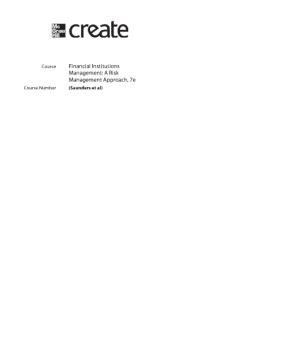 Mc
Graw
Hill
create
Course Financial Institutions
Management: A Risk
Management Approach, 7e
Course Number (Saunders et al)